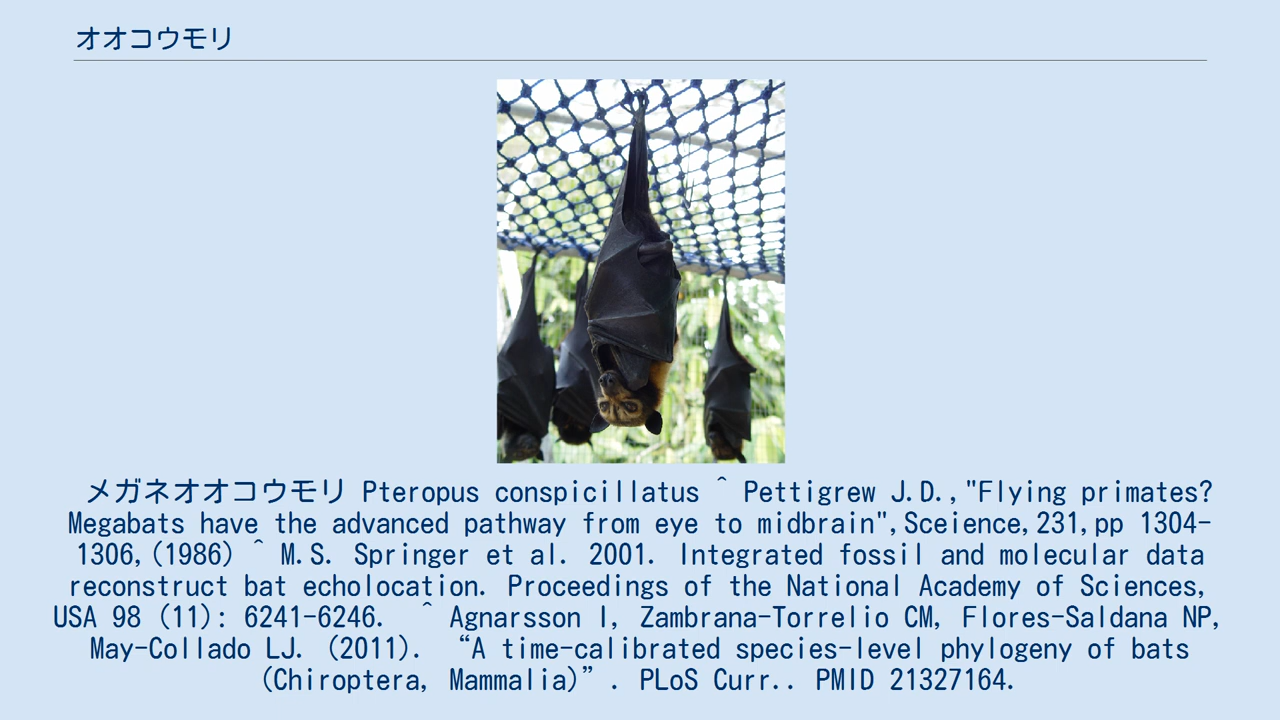 オオコウモリ
メガネオオコウモリ Pteropus conspicillatus ^ Pettigrew J.D.,"Flying primates?
Megabats have the advanced pathway from eye to midbrain",Sceience,231,pp 1304-
1306,(1986) ^ M.S. Springer et al. 2001. Integrated fossil and molecular data
reconstruct bat echolocation. Proceedings of the National Academy of Sciences,
USA 98 (11): 6241-6246.  ^ Agnarsson I, Zambrana-Torrelio CM, Flores-Saldana NP,
May-Collado LJ. (2011).  “A time-calibrated species-level phylogeny of bats
(Chiroptera, Mammalia)”. PLoS Curr.. PMID 21327164.